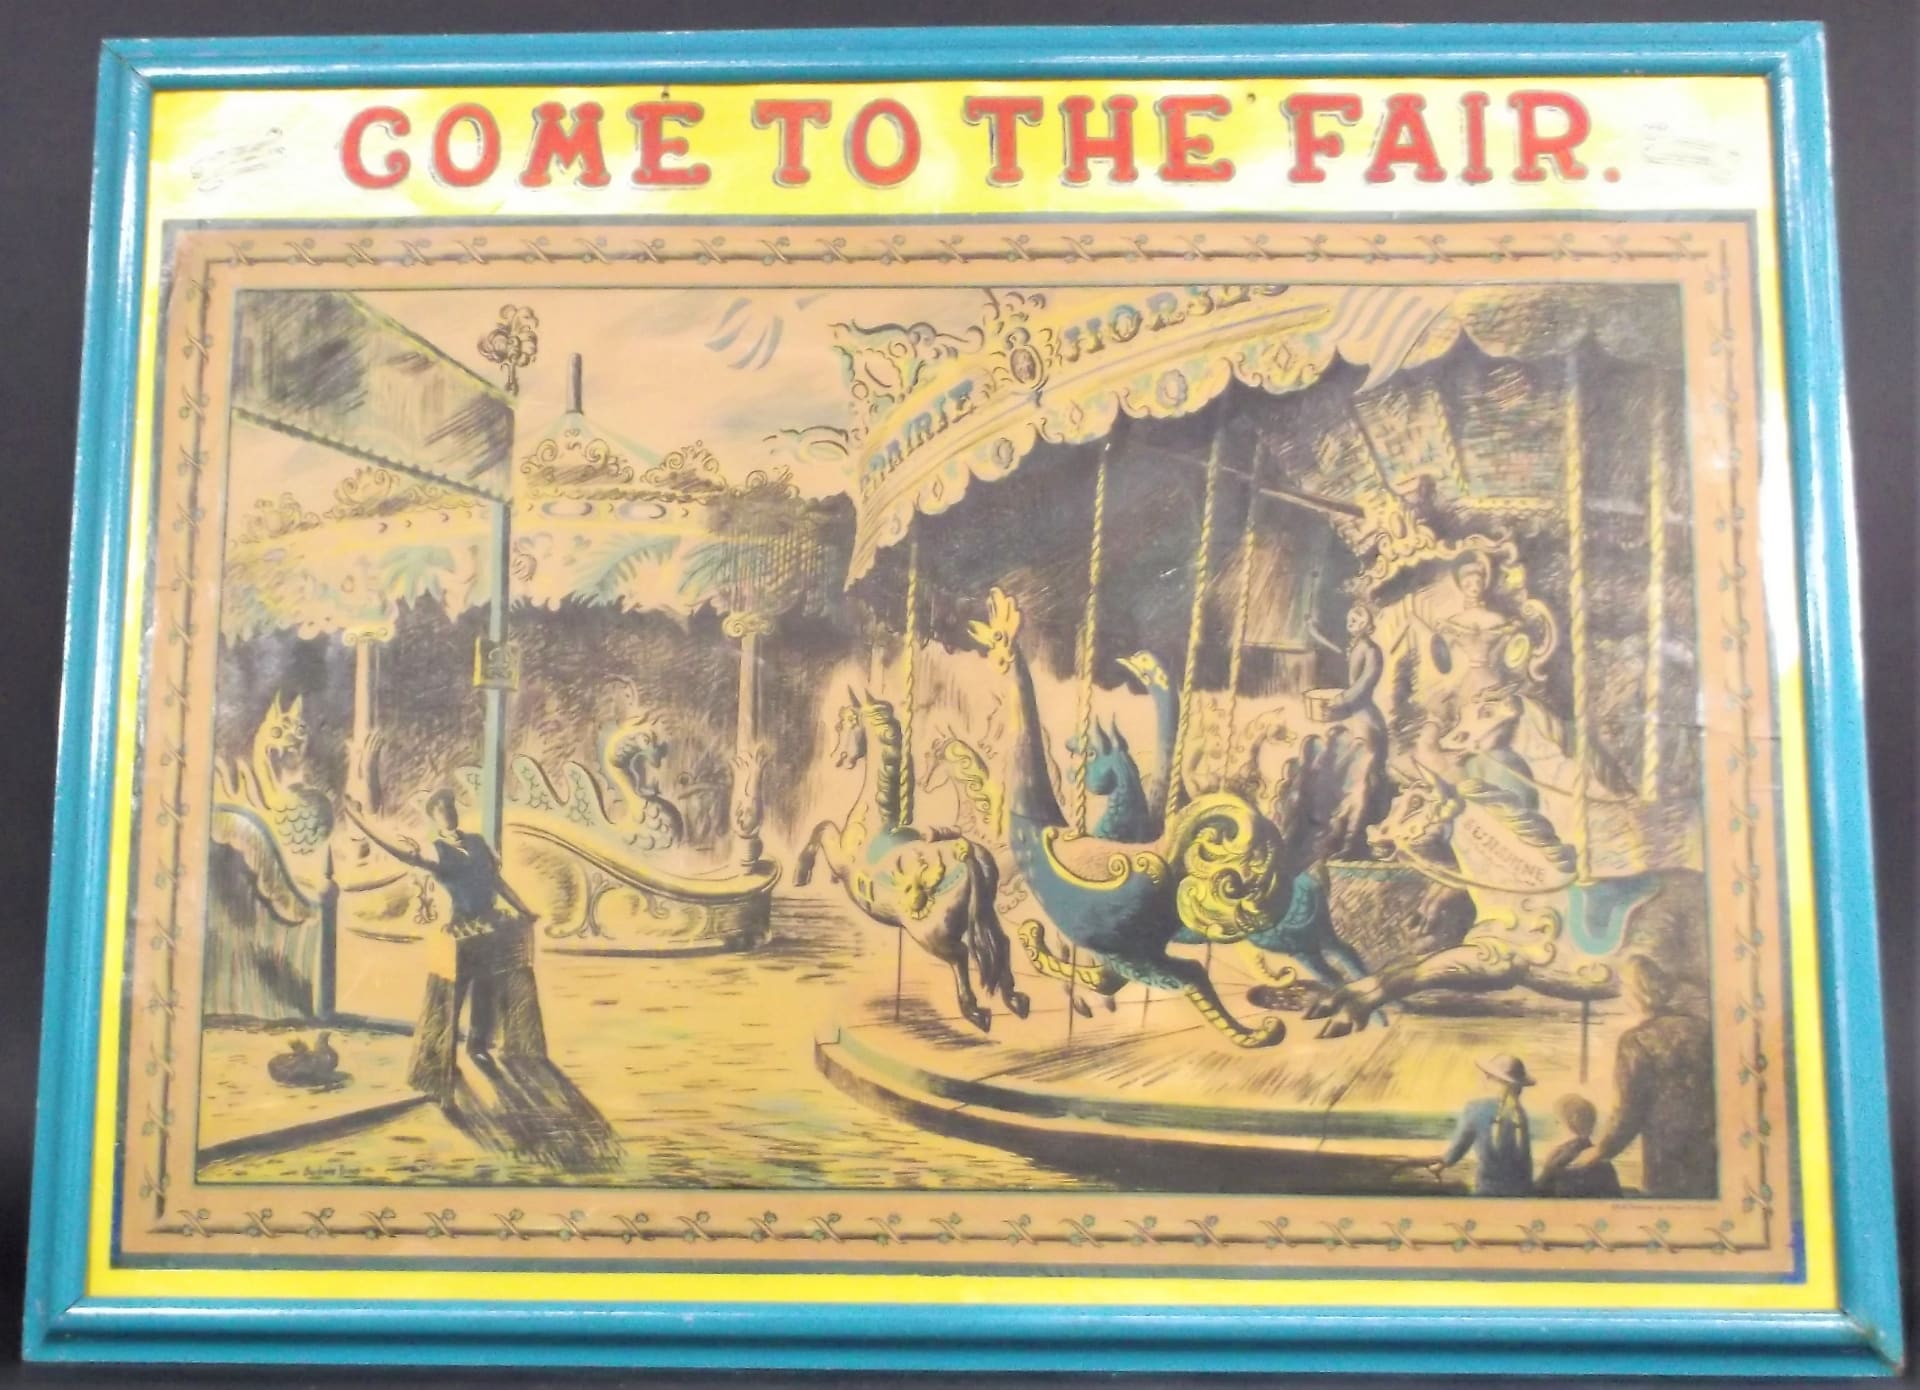 COME TO THE FAIR.
PRAIRIE HORSES